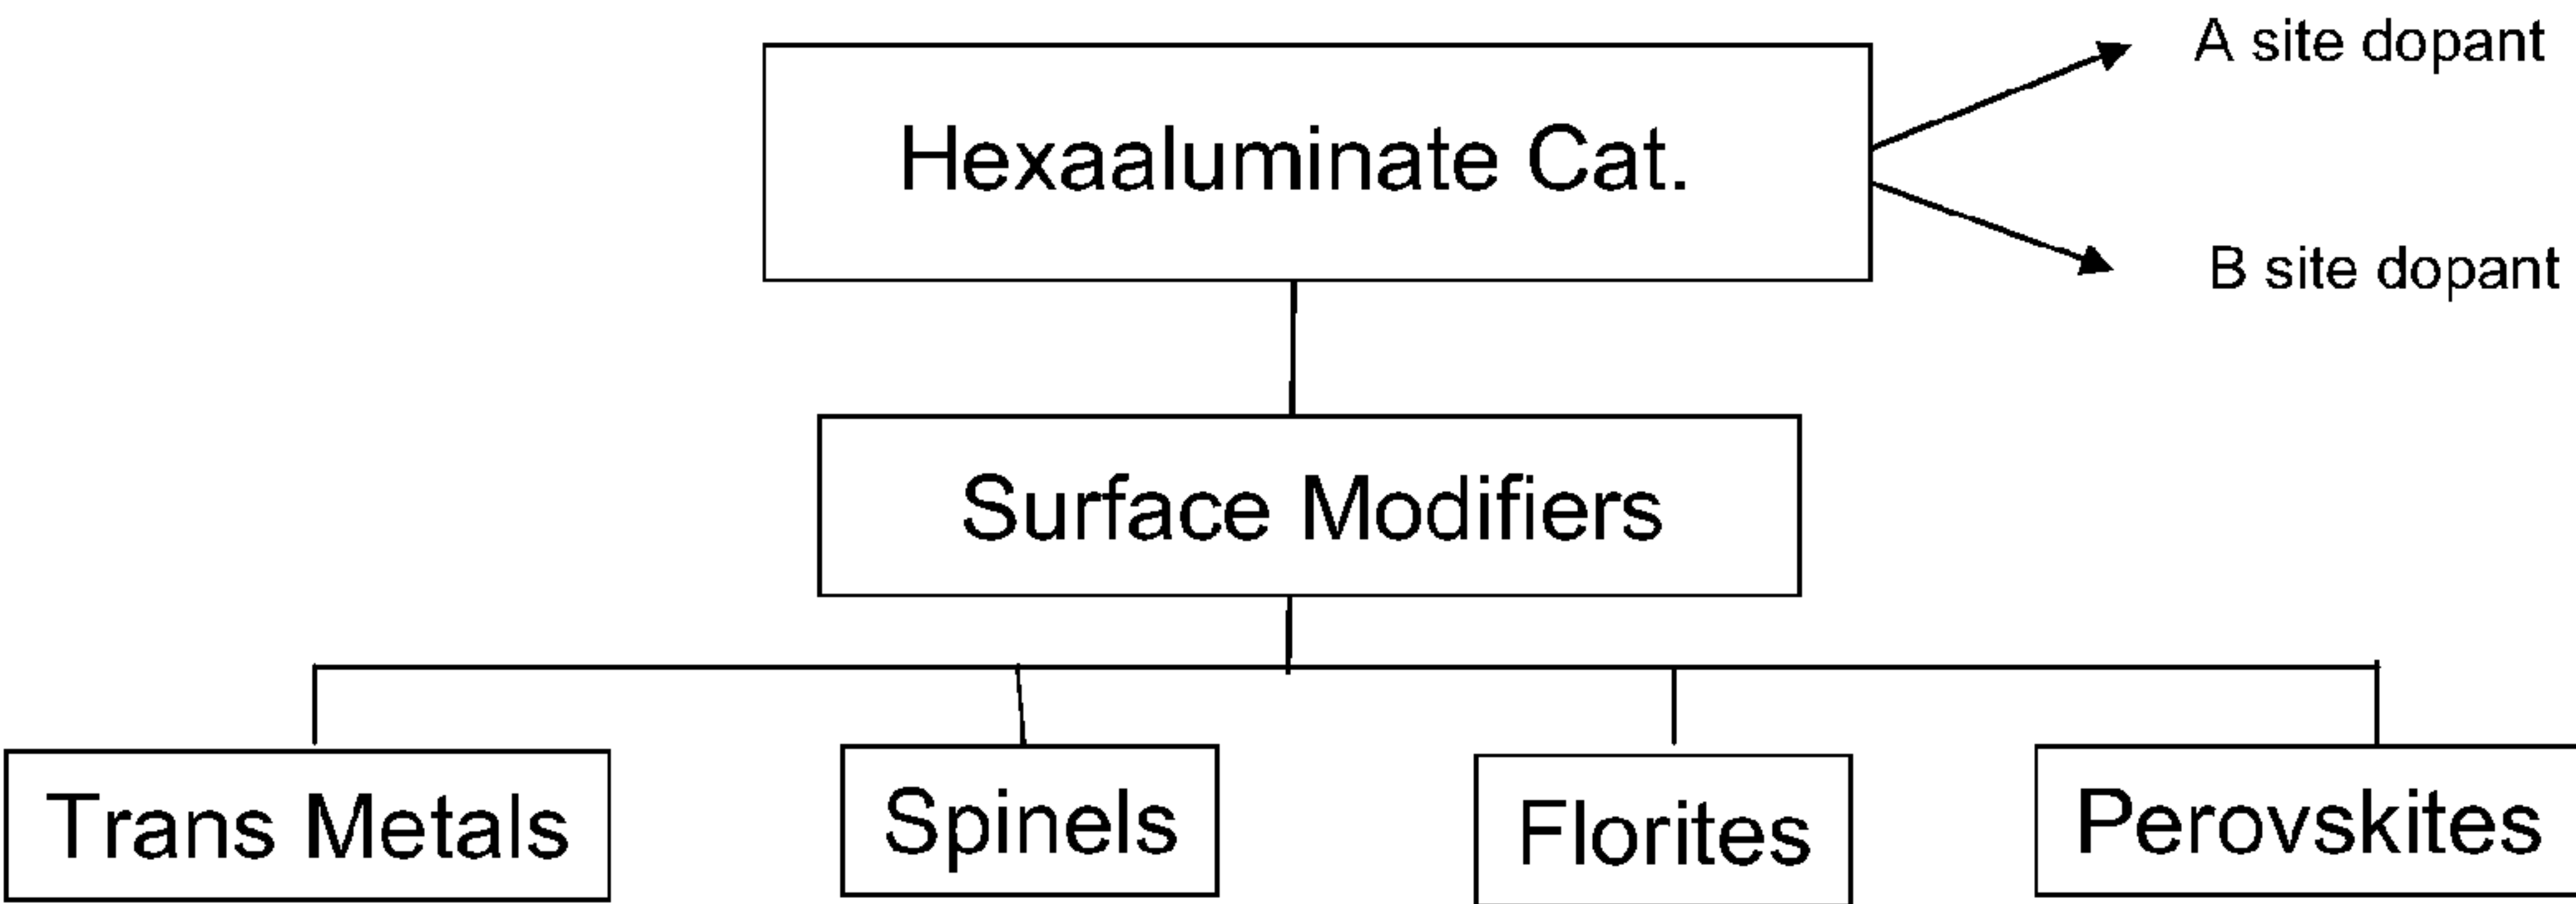 A site dopant
Hexaaluminate Cat.
B site dopant
Surface Modifiers
Trans Metals
Spinels
Florites
Perovskites